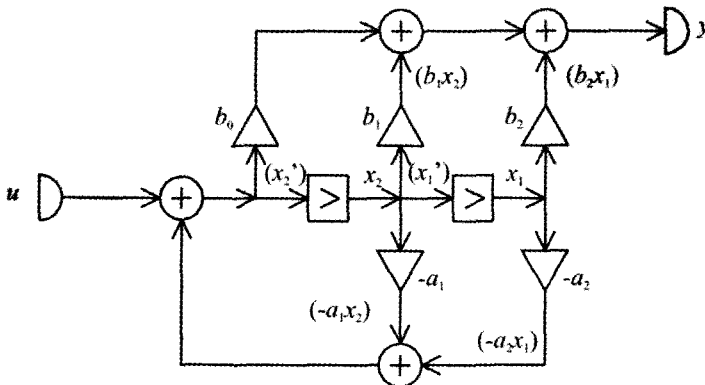 + + y
(b₁x₂) (b₂x₁)
b₀ b₁ b₂
(x₂') x₂ (x₁') x₁
u + > >
-a₁ -a₂
(-a₁x₂) (-a₂x₁)
+